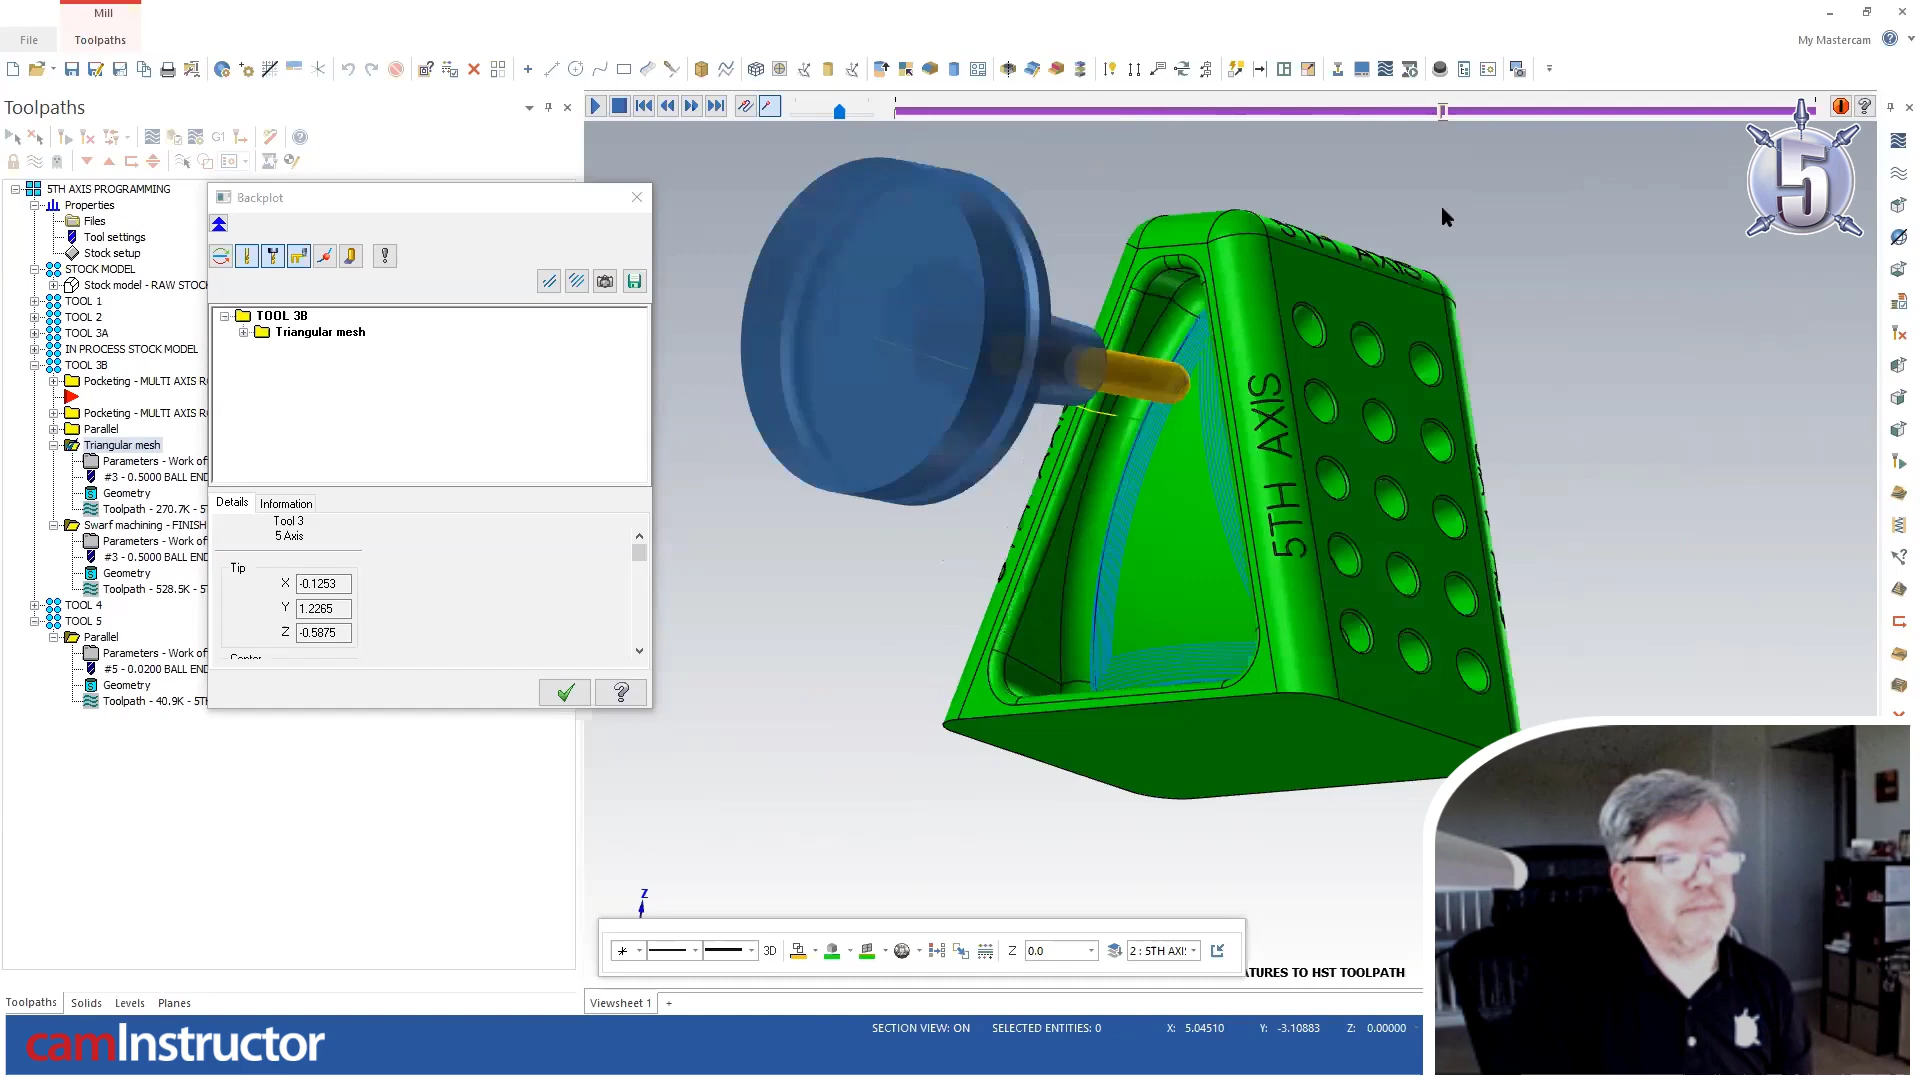 Mill
File
Toolpaths
My Mastercam
Toolpaths
G1
5TH AXIS PROGRAMMING
Properties
Files
Tool settings
Stock setup
STOCK MODEL
Stock model - RAW STOC
TOOL 1
TOOL 2
TOOL 3A
IN PROCESS STOCK MODEL
TOOL 3B
Pocketing - MULTI AXIS R
Pocketing - MULTI AXIS R
Parallel
Triangular mesh
Parameters - Work of
#3 - 0.5000 BALL END
Geometry
Toolpath - 270.7K - 5
Swarf machining - FINISH
Parameters - Work of
#3 - 0.5000 BALL END
Geometry
Toolpath - 528.5K - 5
TOOL 4
TOOL 5
Parallel
Parameters - Work of
#5 - 0.0200 BALL END
Geometry
Toolpath - 40.9K - 5TH
Backplot
TOOL 3B
Triangular mesh
Details
Information
Tool 3
5 Axis
Tip
X -0.1253
Y 1.2265
Z -0.5875
Center
5
5TH AXIS
5TH AXIS
Z
3D
Z 0.0
2 : 5TH AXI
TURES TO HST TOOLPATH
Toolpaths
Solids
Levels
Planes
Viewsheet 1
+
camInstructor
SECTION VIEW: ON
SELECTED ENTITIES: 0
X: 5.04510
Y: -3.10883
Z: 0.00000